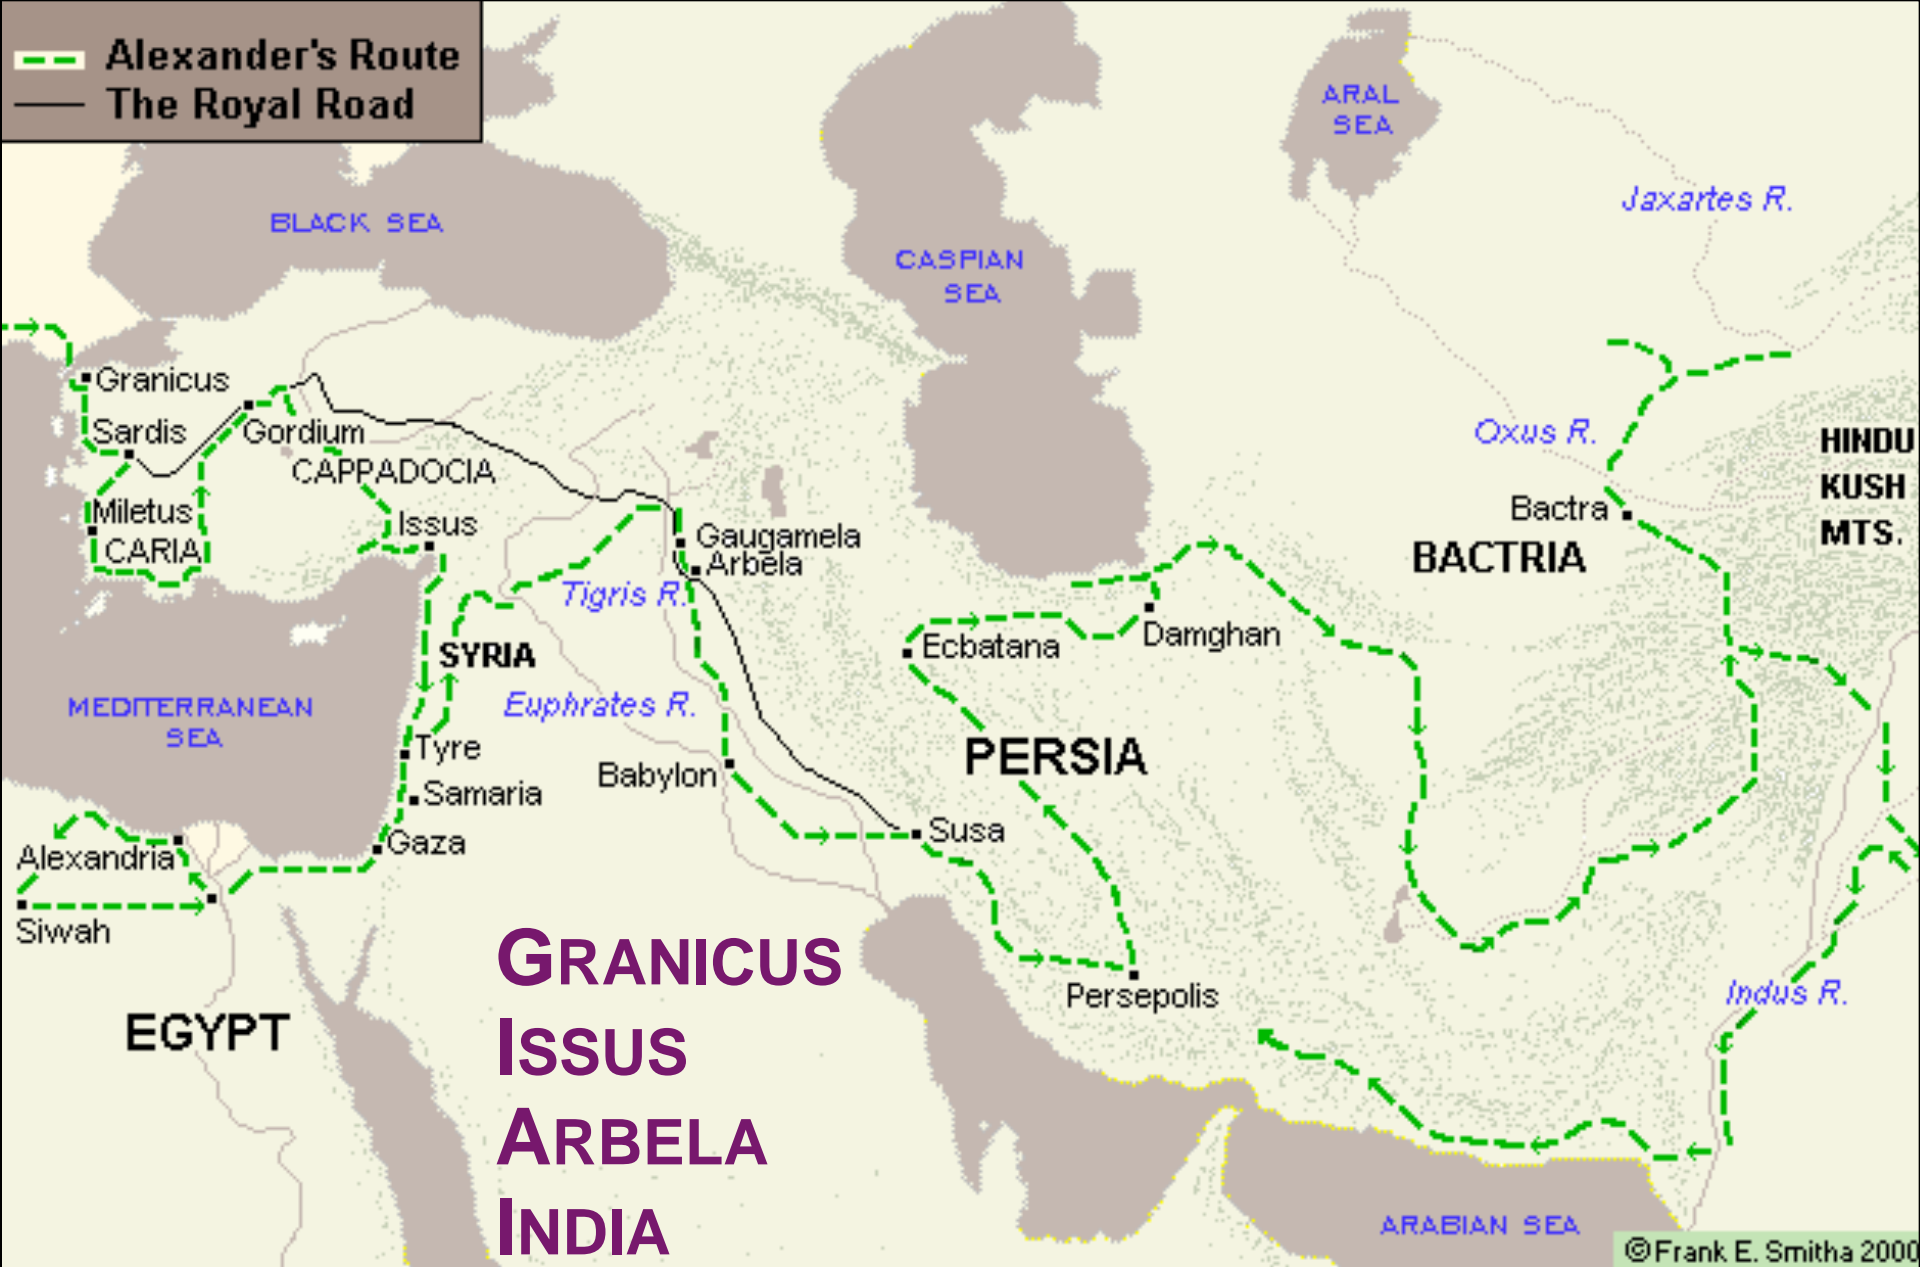 Alexander's Route
The Royal Road
ARAL
SEA
Jaxartes R.
BLACK SEA
CASPIAN
SEA
Granicus
Sardis
Gordium
CAPPADOCIA
Oxus R.
HINDU
KUSH
MTS.
Miletus
CARIA
Issus
Gaugamela
Arbela
Bactra
BACTRIA
Tigris R.
SYRIA
Ecbatana
Damghan
MEDITERRANEAN
SEA
Euphrates R.
Tyre
Samaria
Babylon
PERSIA
Susa
Alexandria
Gaza
Siwah
Persepolis
Indus R.
EGYPT
GRANICUS
ISSUS
ARBELA
INDIA
ARABIAN SEA
©Frank E. Smitha 2000